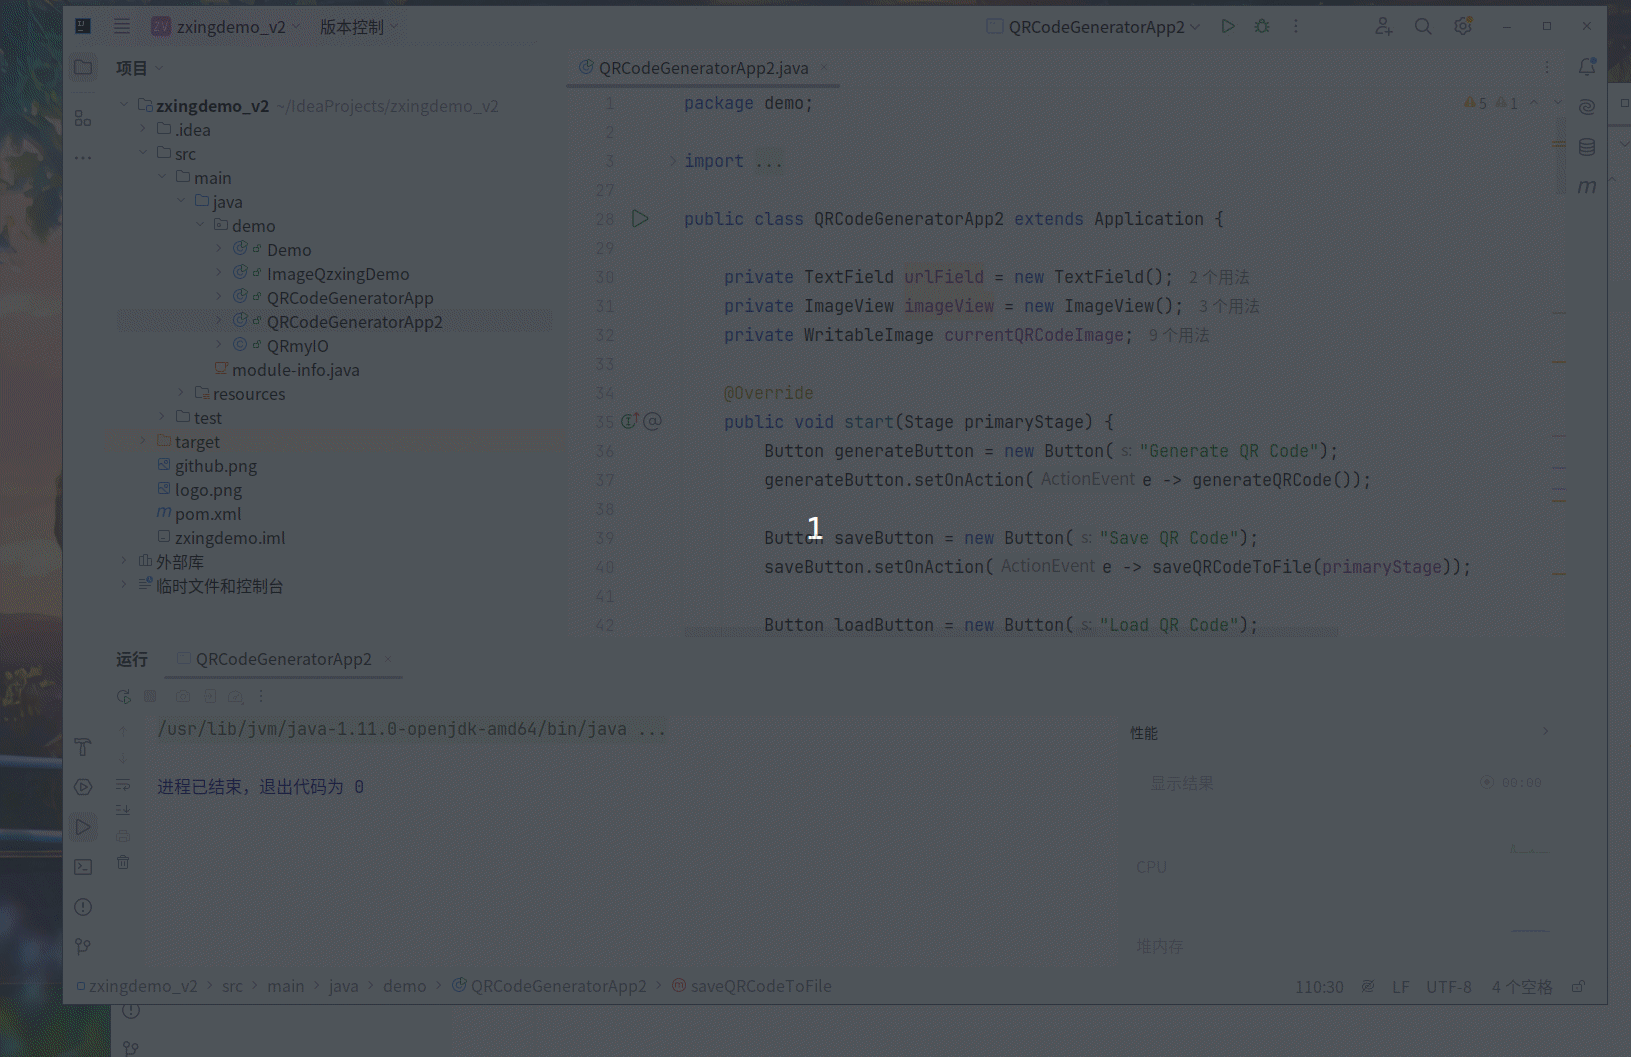 ZV zxingdemo_v2 版本控制 QRCodeGeneratorApp2
项目
QRCodeGeneratorApp2.java
zxingdemo_v2 ~/IdeaProjects/zxingdemo_v2
.idea
src
main
java
demo
Demo
ImageQzxingDemo
QRCodeGeneratorApp
QRCodeGeneratorApp2
QRmyIO
module-info.java
resources
test
target
github.png
logo.png
pom.xml
zxingdemo.iml
外部库
临时文件和控制台
1 package demo; 5 1
2
3 import ...
27
28 public class QRCodeGeneratorApp2 extends Application {
29
30 private TextField urlField = new TextField(); 2 个用法
31 private ImageView imageView = new ImageView(); 3 个用法
32 private WritableImage currentQRCodeImage; 9 个用法
33
34 @Override
35 public void start(Stage primaryStage) {
36 Button generateButton = new Button( s: "Generate QR Code");
37 generateButton.setOnAction( ActionEvent e -> generateQRCode());
38
1
39 Button saveButton = new Button( s: "Save QR Code");
40 saveButton.setOnAction( ActionEvent e -> saveQRCodeToFile(primaryStage));
41
42 Button loadButton = new Button( s: "Load QR Code");
运行 QRCodeGeneratorApp2
/usr/lib/jvm/java-1.11.0-openjdk-amd64/bin/java ...
进程已结束，退出代码为 0
性能
显示结果 00:00
CPU
堆内存
zxingdemo_v2 > src > main > java > demo > QRCodeGeneratorApp2 > saveQRCodeToFile 110:30 LF UTF-8 4 个空格